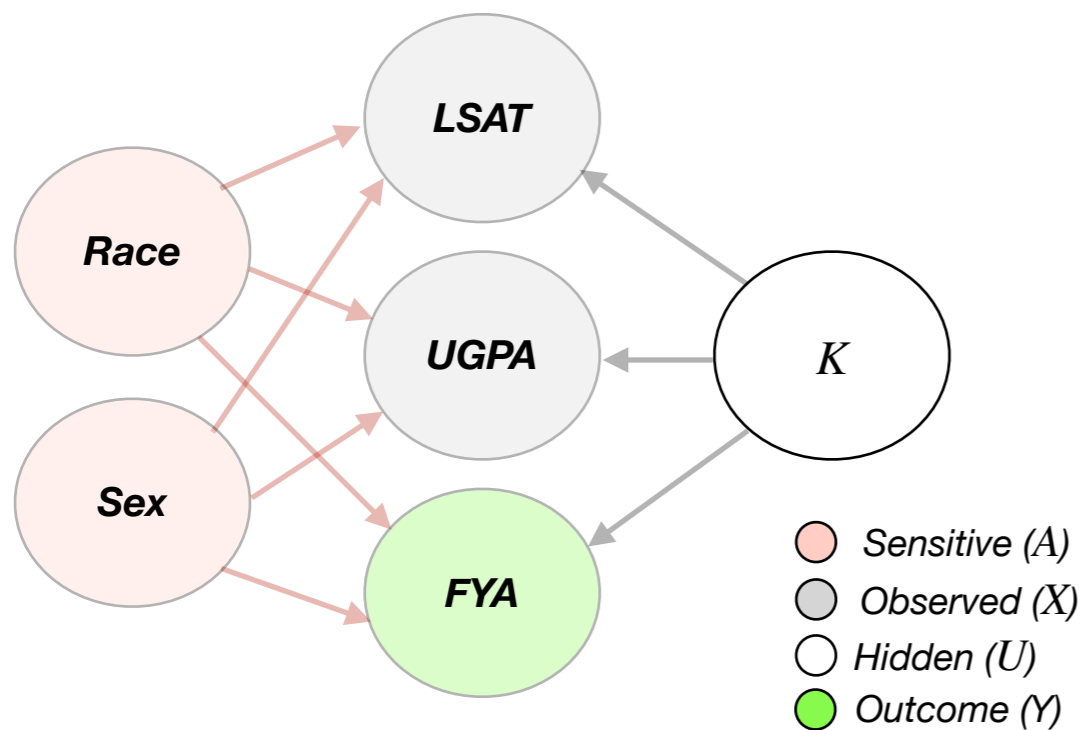 LSAT
Race
UGPA
K
Sex
FYA
Sensitive (A)
Observed (X)
Hidden (U)
Outcome (Y)